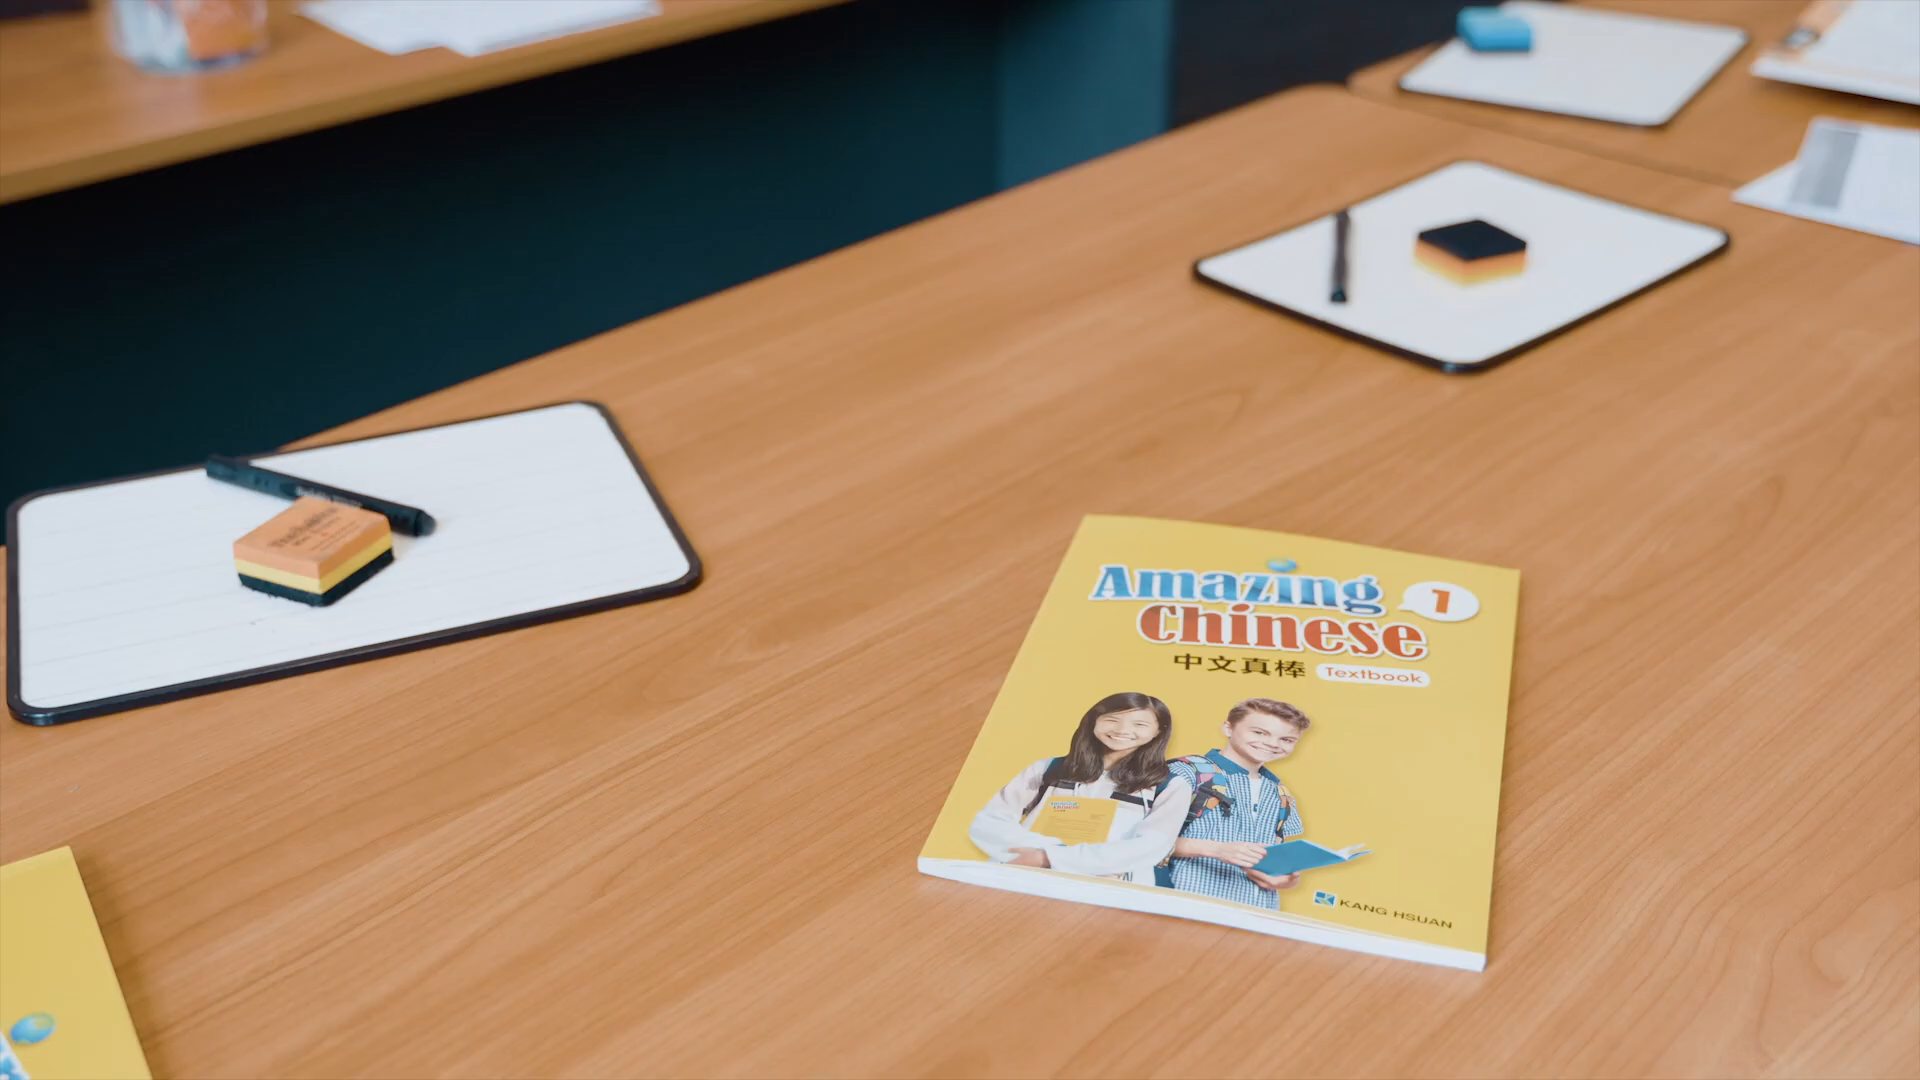 Amazing
Chinese
1
中文真棒 Textbook
KANG HSUAN